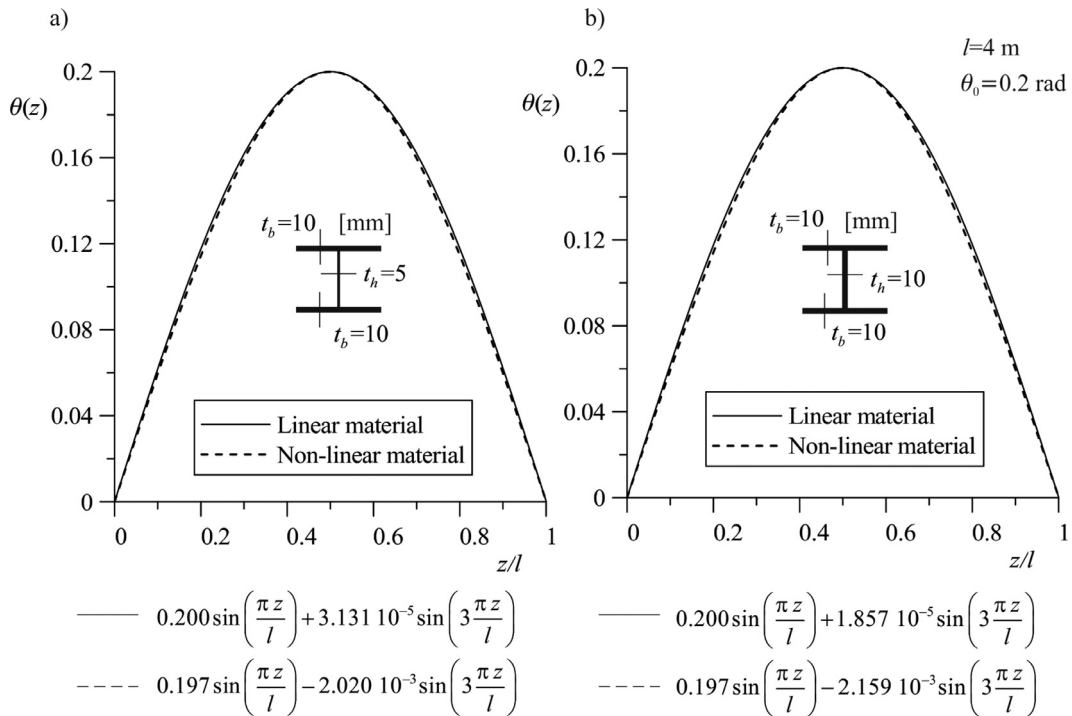 a)
0.2
θ(z)
0.16
0.12
0.08
0.04
0
t_b=10 [mm]
t_h=5
t_b=10
Linear material
Non-linear material
0 0.2 0.4 0.6 0.8 1
z/l
0.200 sin(πz/l)+3.131 10⁻⁵ sin(3πz/l)
0.197 sin(πz/l)−2.020 10⁻³ sin(3πz/l)
b)
l=4 m
θ₀=0.2 rad
0.2
θ(z)
0.16
0.12
0.08
0.04
0
t_b=10 [mm]
t_h=10
t_b=10
Linear material
Non-linear material
0 0.2 0.4 0.6 0.8 1
z/l
0.200 sin(πz/l)+1.857 10⁻⁵ sin(3πz/l)
0.197 sin(πz/l)−2.159 10⁻³ sin(3πz/l)